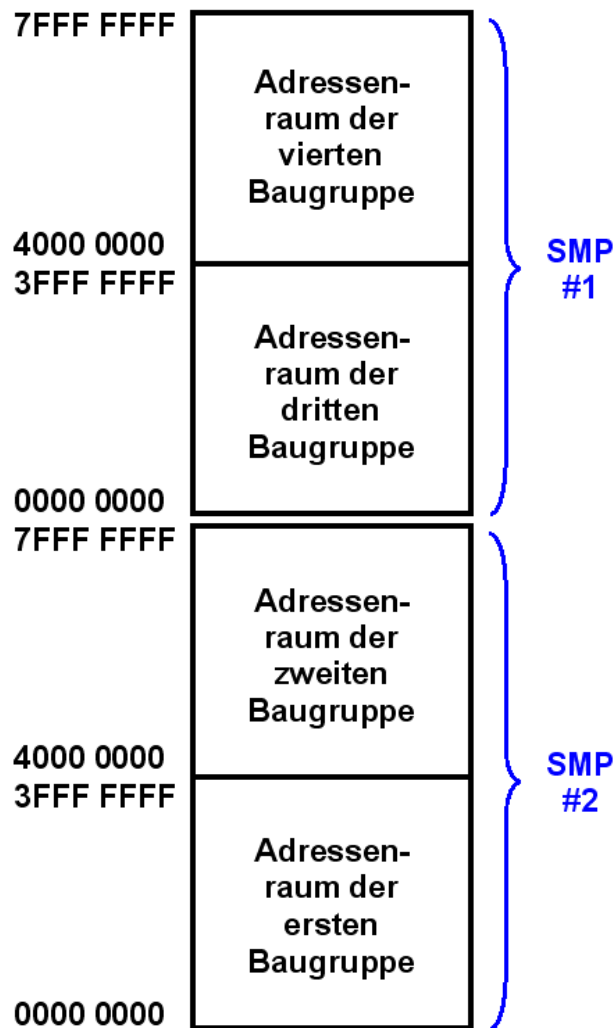 7FFF FFFF
Adressen-
raum der
vierten
Baugruppe
4000 0000
3FFF FFFF
SMP
#1
Adressen-
raum der
dritten
Baugruppe
0000 0000
7FFF FFFF
Adressen-
raum der
zweiten
Baugruppe
4000 0000
3FFF FFFF
SMP
#2
Adressen-
raum der
ersten
Baugruppe
0000 0000